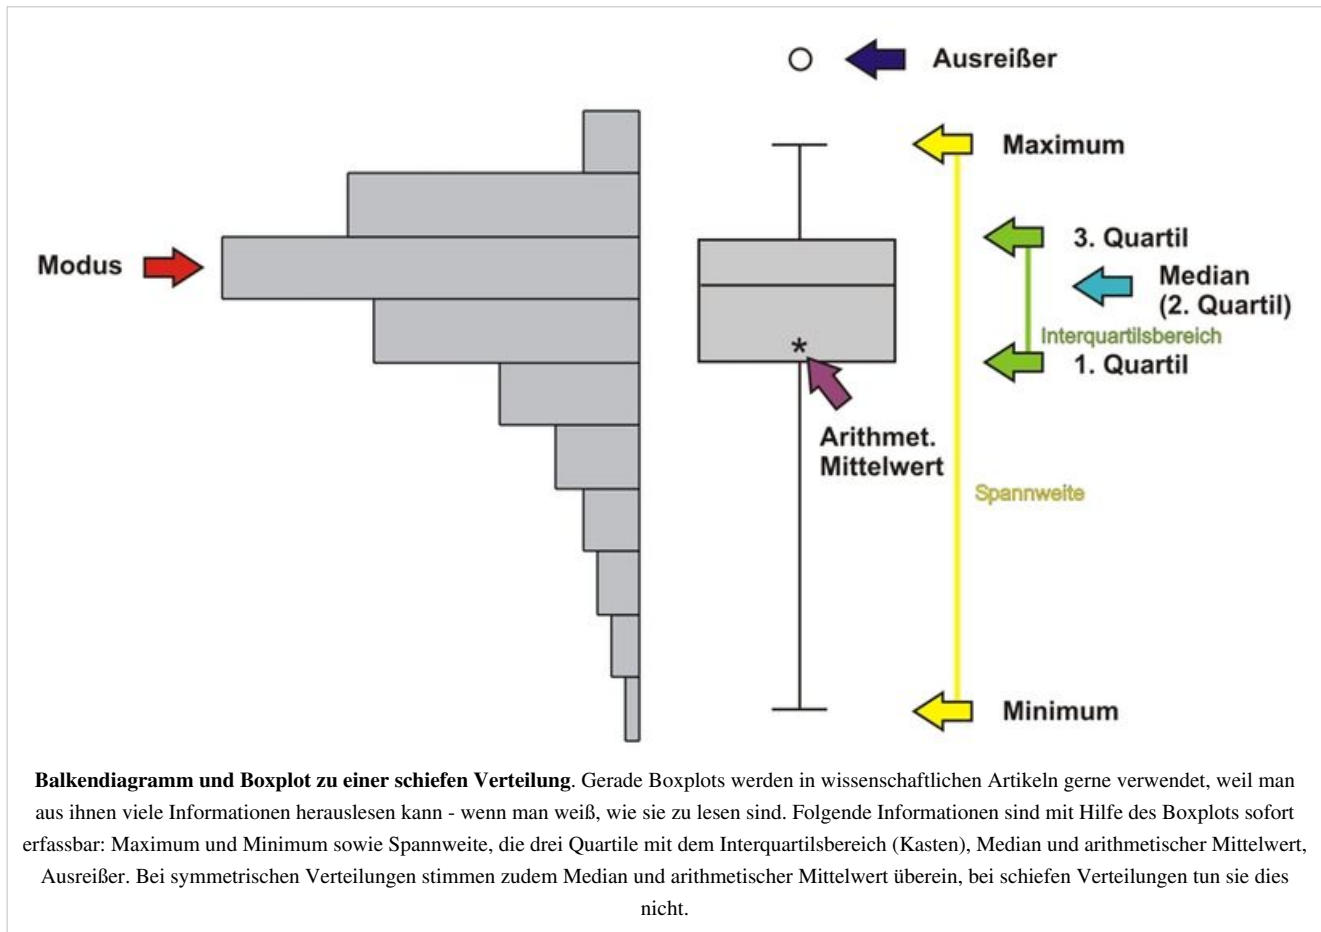 Ausreißer
Maximum
3. Quartil
Modus
Median
(2. Quartil)
Interquartilsbereich
1. Quartil
Arithmet.
Mittelwert
Spannweite
Minimum
Balkendiagramm und Boxplot zu einer schiefen Verteilung. Gerade Boxplots werden in wissenschaftlichen Artikeln gerne verwendet, weil man
aus ihnen viele Informationen herauslesen kann - wenn man weiß, wie sie zu lesen sind. Folgende Informationen sind mit Hilfe des Boxplots sofort
erfassbar: Maximum und Minimum sowie Spannweite, die drei Quartile mit dem Interquartilsbereich (Kasten), Median und arithmetischer Mittelwert,
Ausreißer. Bei symmetrischen Verteilungen stimmen zudem Median und arithmetischer Mittelwert überein, bei schiefen Verteilungen tun sie dies
nicht.